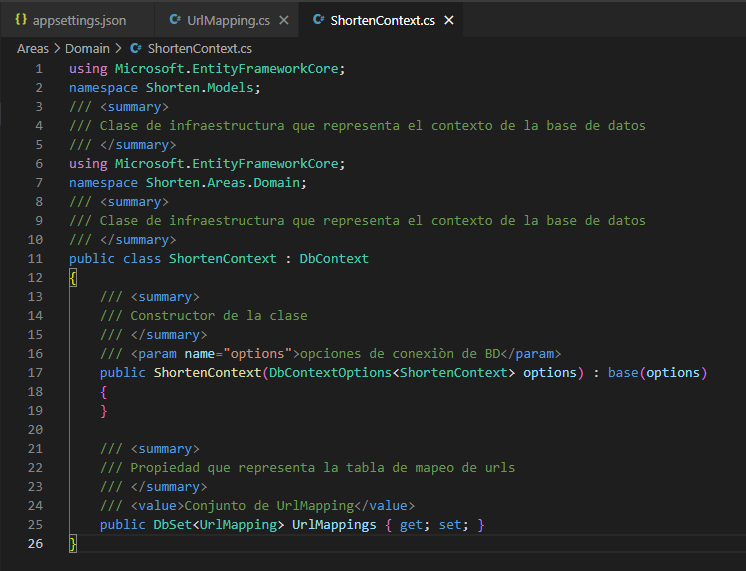 {} appsettings.json C# UrlMapping.cs × C# ShortenContext.cs ×
Areas > Domain > C# ShortenContext.cs
1 using Microsoft.EntityFrameworkCore;
2 namespace Shorten.Models;
3 /// <summary>
4 /// Clase de infraestructura que representa el contexto de la base de datos
5 /// </summary>
6 using Microsoft.EntityFrameworkCore;
7 namespace Shorten.Areas.Domain;
8 /// <summary>
9 /// Clase de infraestructura que representa el contexto de la base de datos
10 /// </summary>
11 public class ShortenContext : DbContext
12 {
13     /// <summary>
14     /// Constructor de la clase
15     /// </summary>
16     /// <param name="options">opciones de conexiòn de BD</param>
17     public ShortenContext(DbContextOptions<ShortenContext> options) : base(options)
18     {
19     }
20
21     /// <summary>
22     /// Propiedad que representa la tabla de mapeo de urls
23     /// </summary>
24     /// <value>Conjunto de UrlMapping</value>
25     public DbSet<UrlMapping> UrlMappings { get; set; }
26 }